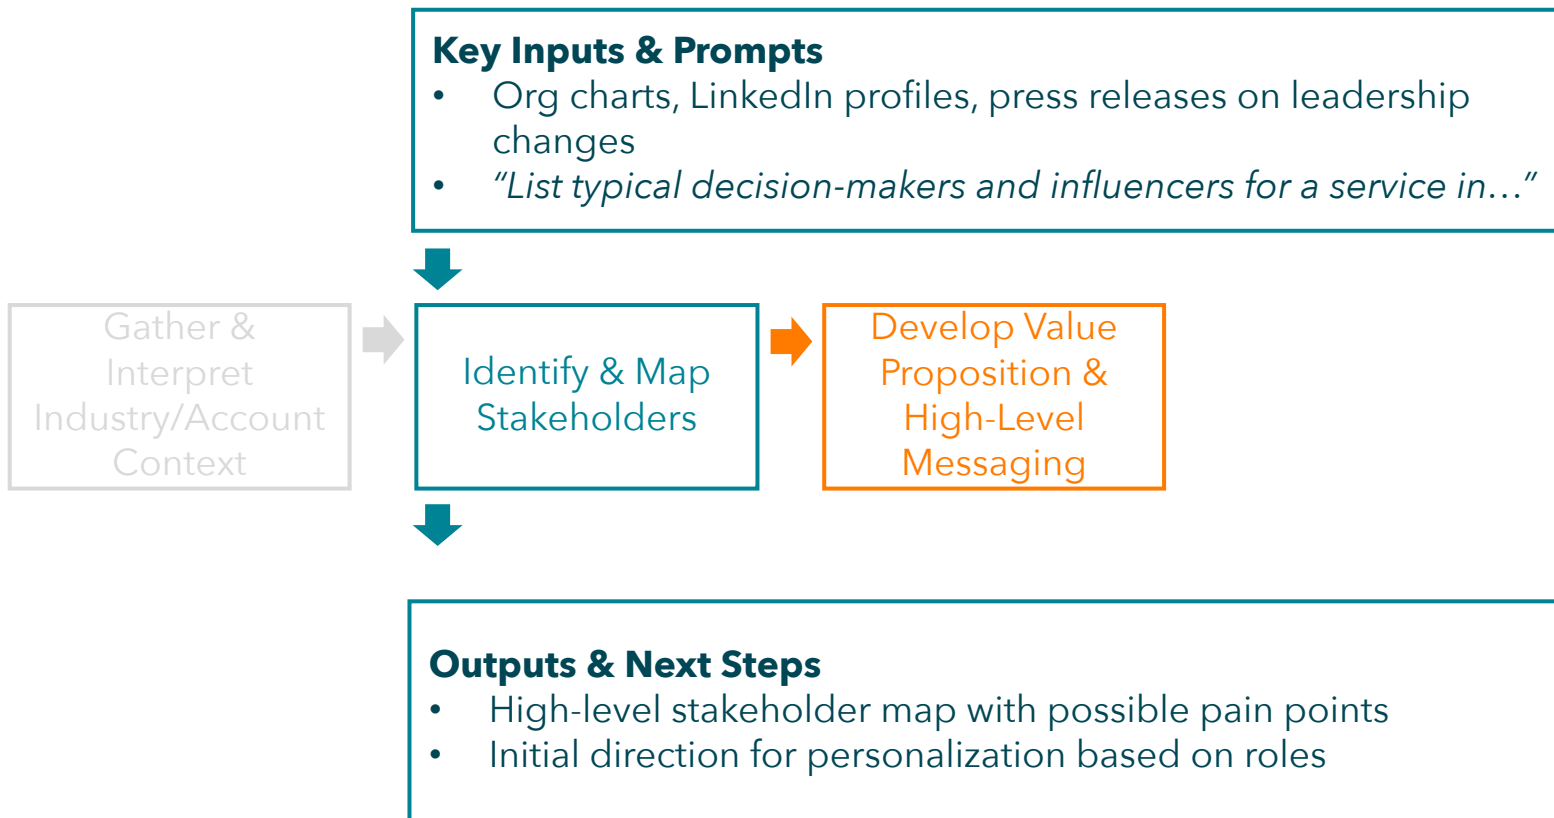 Key Inputs & Prompts
• Org charts, LinkedIn profiles, press releases on leadership
changes
• “List typical decision-makers and influencers for a service in…”
Gather &
Interpret
Industry/Account
Context
Identify & Map
Stakeholders
Develop Value
Proposition &
High-Level
Messaging
Outputs & Next Steps
• High-level stakeholder map with possible pain points
• Initial direction for personalization based on roles